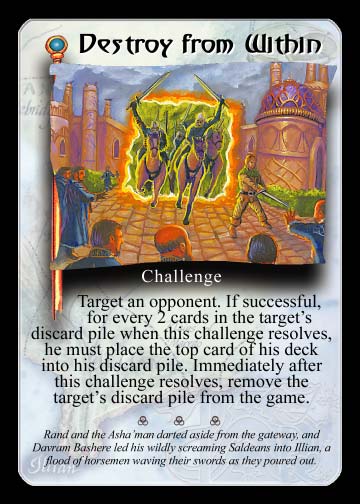 Destroy from Within
Challenge
Target an opponent. If successful,
for every 2 cards in the target's
discard pile when this challenge resolves,
he must place the top card of his deck
into his discard pile. Immediately after
this challenge resolves, remove the
target's discard pile from the game.
Rand and the Asha'man darted aside from the gateway, and
Davram Bashere led his wildly screaming Saldeans into Illian, a
flood of horsemen waving their swords as they poured out.
Illian